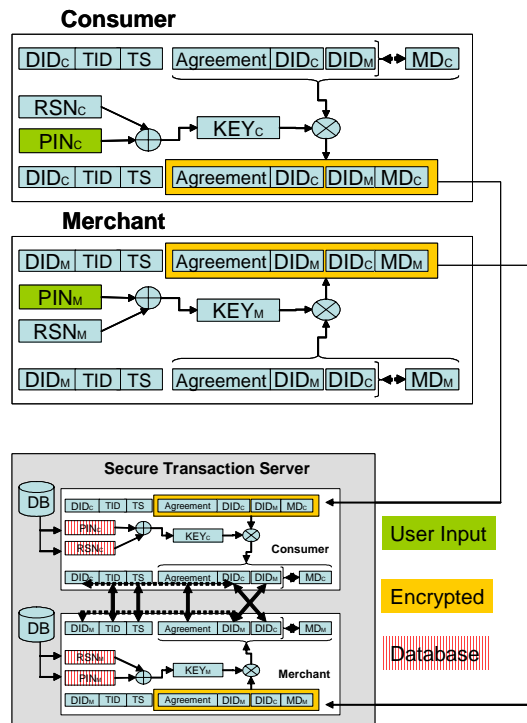 Consumer
DIDC TID TS Agreement DIDC DIDM MDC
RSNC
KEYC
PINC
DIDC TID TS Agreement DIDC DIDM MDC
Merchant
DIDM TID TS Agreement DIDM DIDC MDM
PINM
KEYM
RSNM
DIDM TID TS Agreement DIDM DIDC MDM
Secure Transaction Server
DB
DIDC TID TS Agreement DIDC DIDM MDC
PINC
KEYC
RSNC
Consumer
DIDC TID TS Agreement DIDC DIDM MDC
DB
DIDM TID TS Agreement DIDM DIDC MDM
RSNM
KEYM
PINM
Merchant
DIDM TID TS Agreement DIDM DIDC MDM
User Input
Encrypted
Database